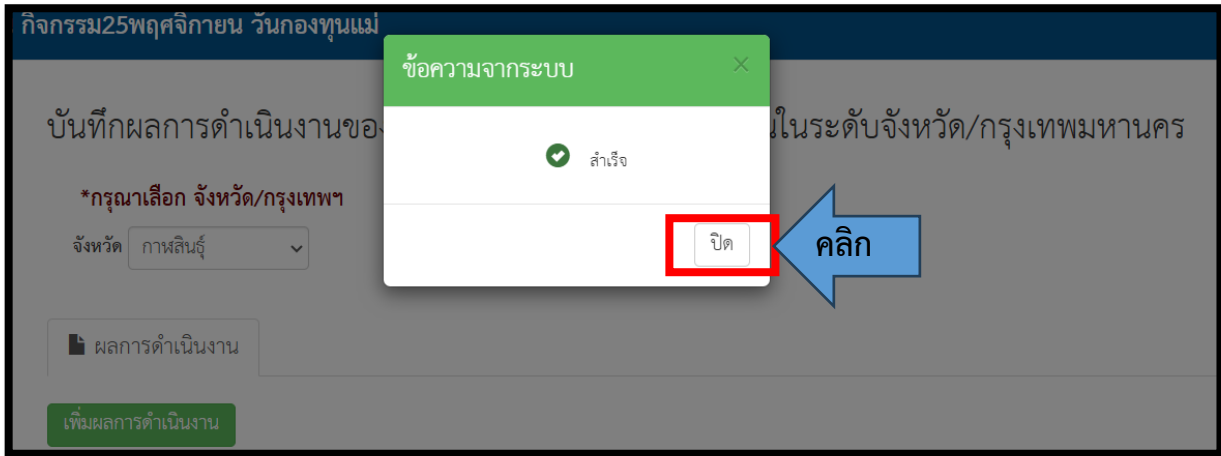 กิจกรรม25พฤศจิกายน วันกองทุนแม่
ข้อความจากระบบ
บันทึกผลการดำเนินงานของ
ในระดับจังหวัด/กรุงเทพมหานคร
สำเร็จ
*กรุณาเลือก จังหวัด/กรุงเทพฯ
จังหวัด กาฬสินธุ์
ปิด
คลิก
ผลการดำเนินงาน
เพิ่มผลการดำเนินงาน